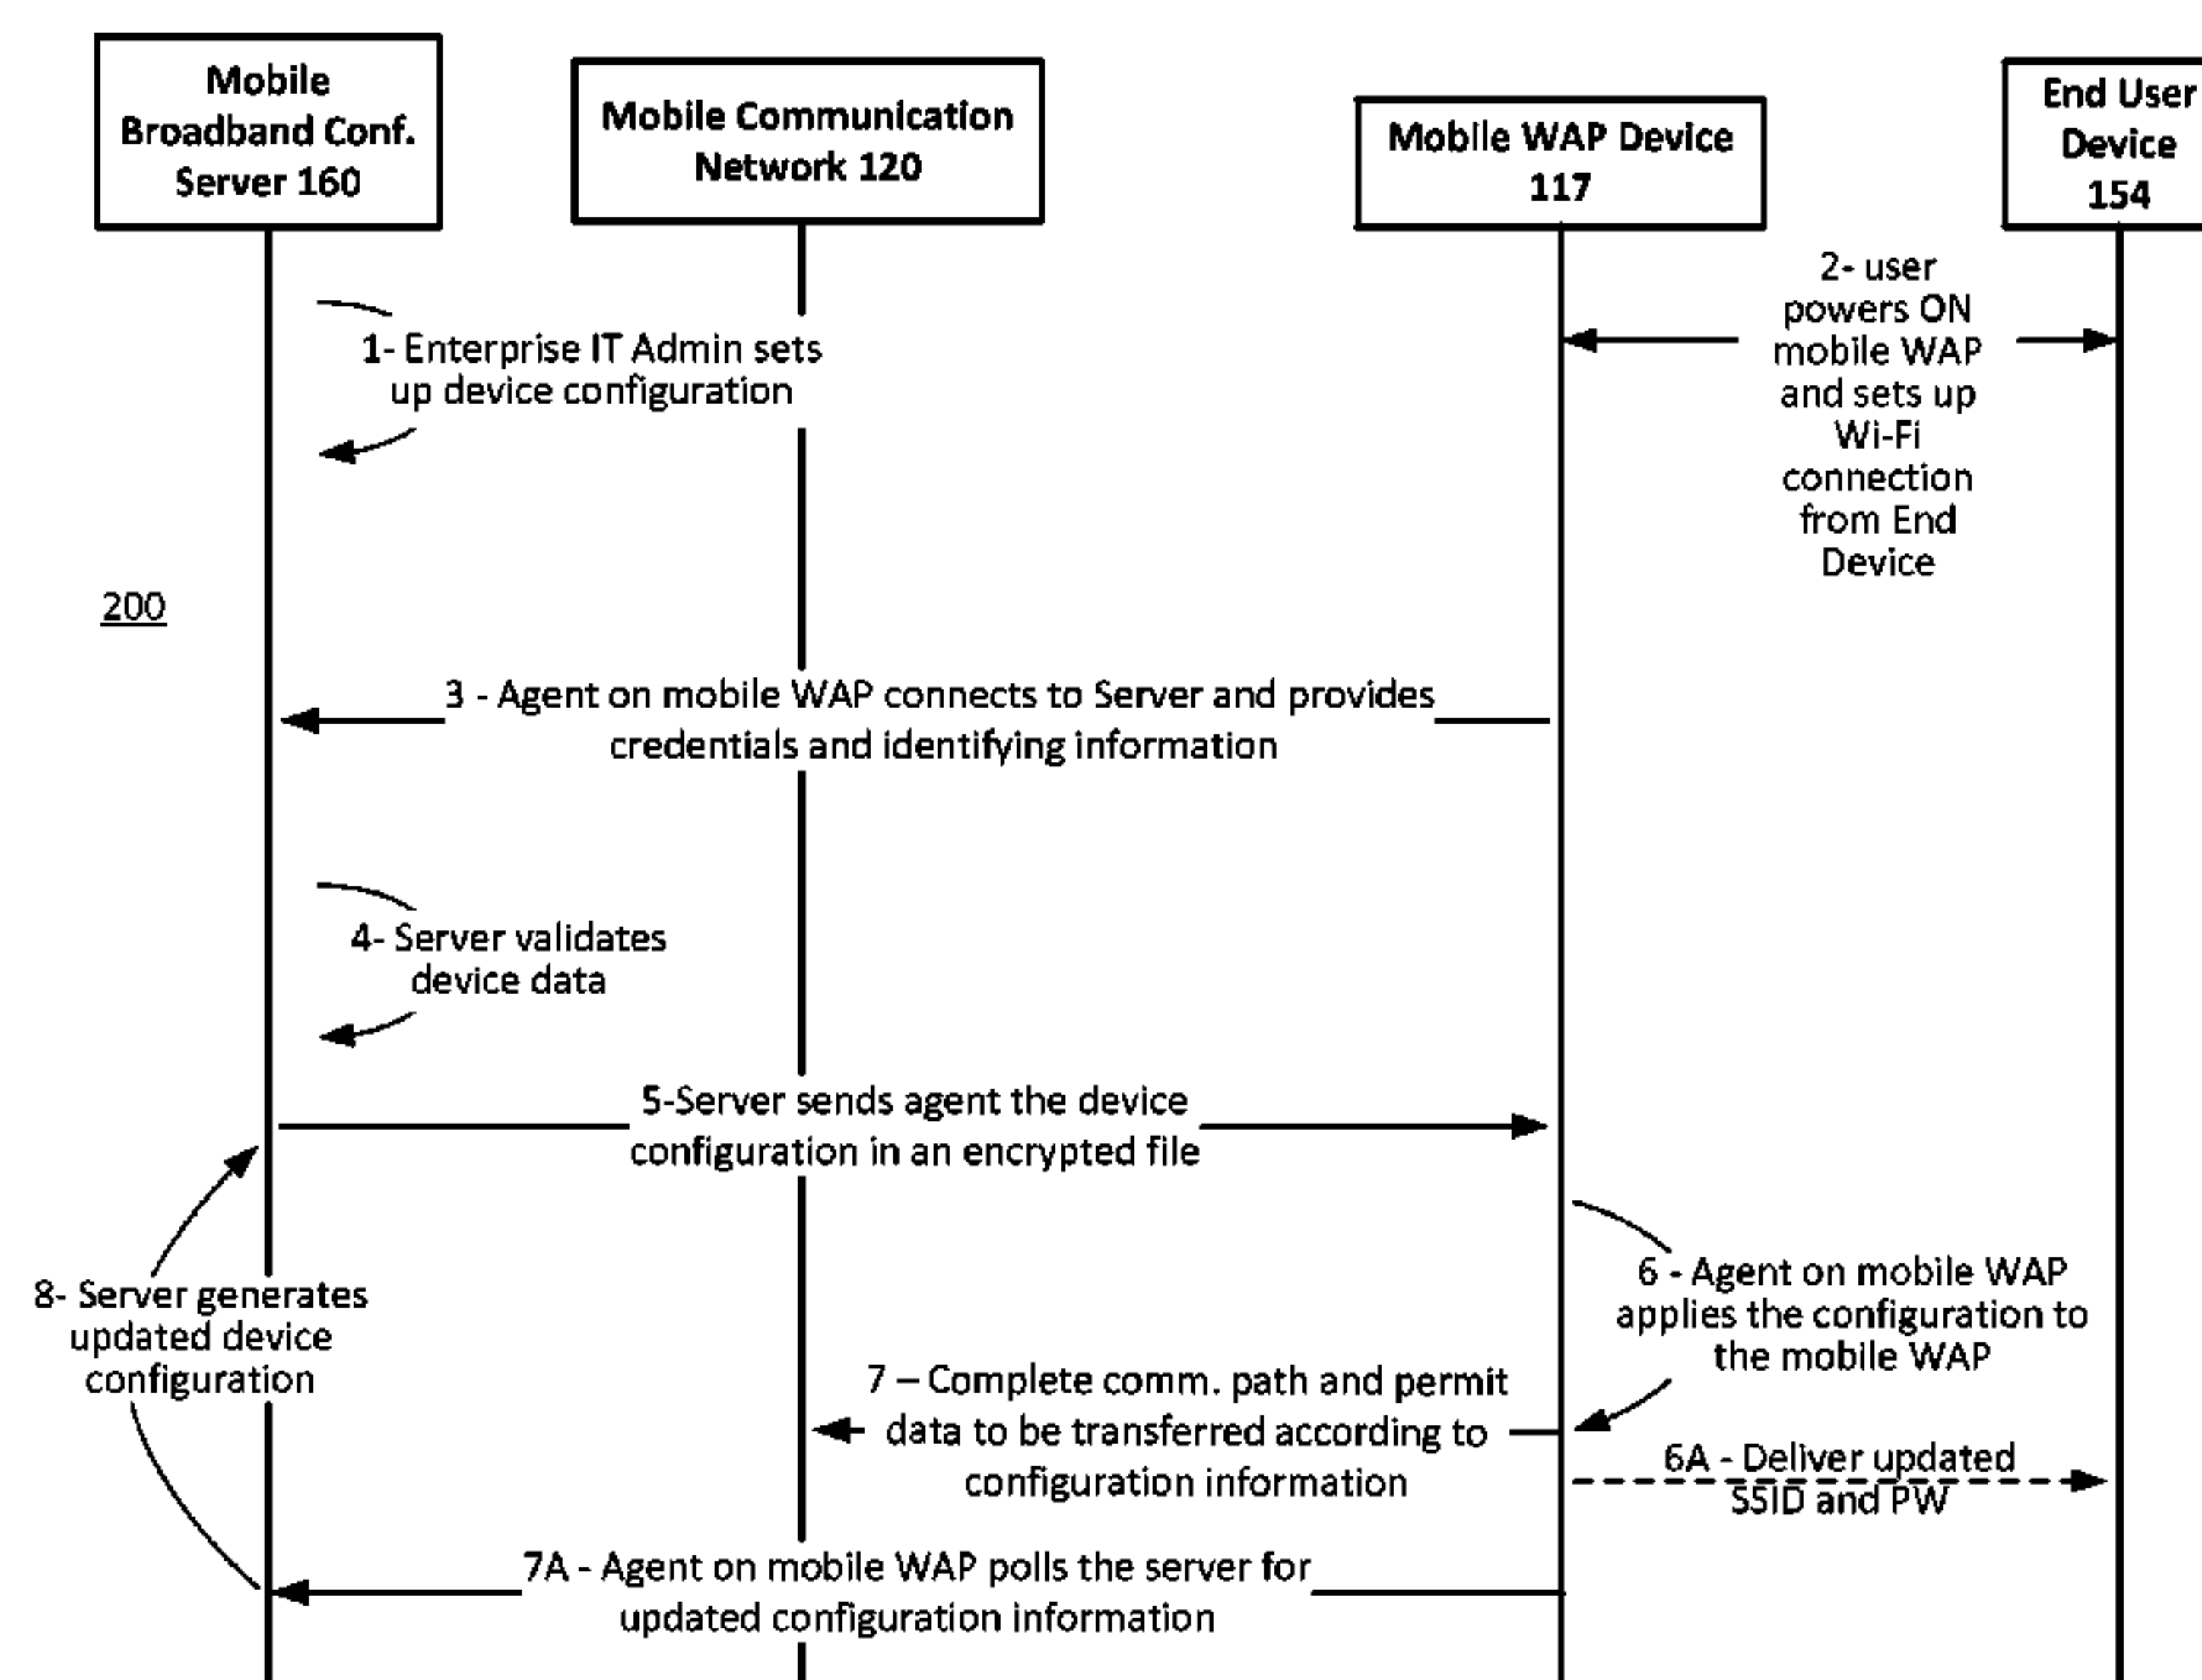 Mobile
Broadband Conf.
Server 160
Mobile Communication
Network 120
Mobile WAP Device
117
End User
Device
154
1- Enterprise IT Admin sets
up device configuration
2- user
powers ON
mobile WAP
and sets up
Wi-Fi
connection
from End
Device
200
3 - Agent on mobile WAP connects to Server and provides
credentials and identifying information
4- Server validates
device data
5-Server sends agent the device
configuration in an encrypted file
6 - Agent on mobile WAP
applies the configuration to
the mobile WAP
8- Server generates
updated device
configuration
7 – Complete comm. path and permit
data to be transferred according to
configuration information
6A - Deliver updated
SSID and PW
7A - Agent on mobile WAP polls the server for
updated configuration information